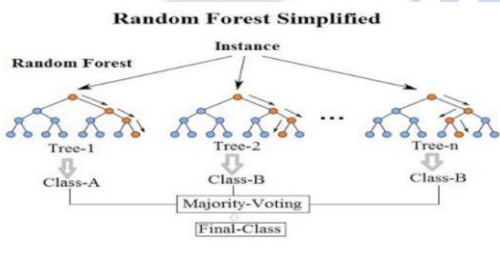 Random Forest Simplified
Instance
Random Forest
...
Tree-1
Tree-2
Tree-n
Class-A
Class-B
Class-B
Majority-Voting
Final-Class